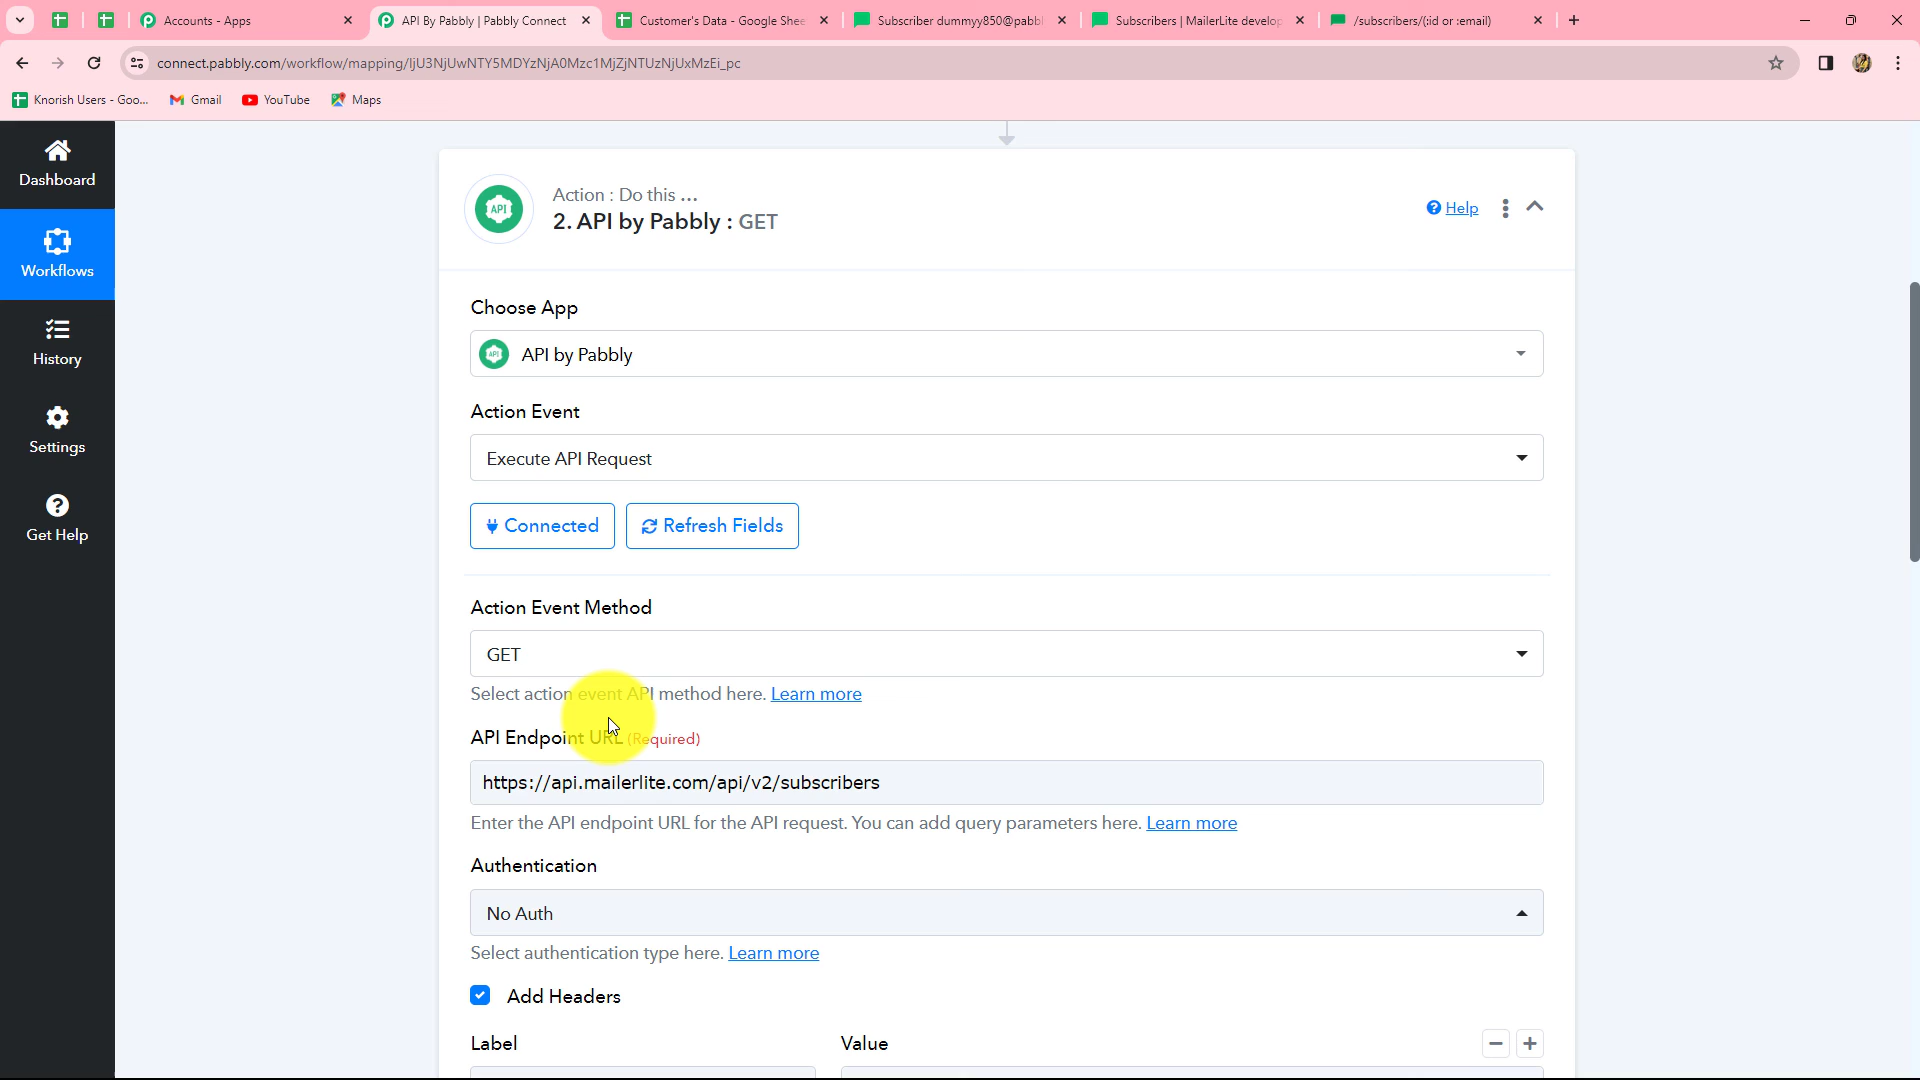 Accounts - Apps
API By Pabbly | Pabbly Connect
Customer's Data - Google Shee
Subscriber dummyy850@pabbl
Subscribers | MailerLite develop
/subscribers/(:id or :email)
connect.pabbly.com/workflow/mapping/IjU3NjUwNTY5MDYzNjA0Mzc1MjZjNTUzNjUxMzEi_pc
Knorish Users - Goo...
Gmail
YouTube
Maps
Dashboard
Workflows
History
Settings
Get Help
Action : Do this ...
2. API by Pabbly : GET
Help
Choose App
API by Pabbly
Action Event
Execute API Request
Connected
Refresh Fields
Action Event Method
GET
Select action event API method here. Learn more
API Endpoint URL (Required)
https://api.mailerlite.com/api/v2/subscribers
Enter the API endpoint URL for the API request. You can add query parameters here. Learn more
Authentication
No Auth
Select authentication type here. Learn more
Add Headers
Label
Value